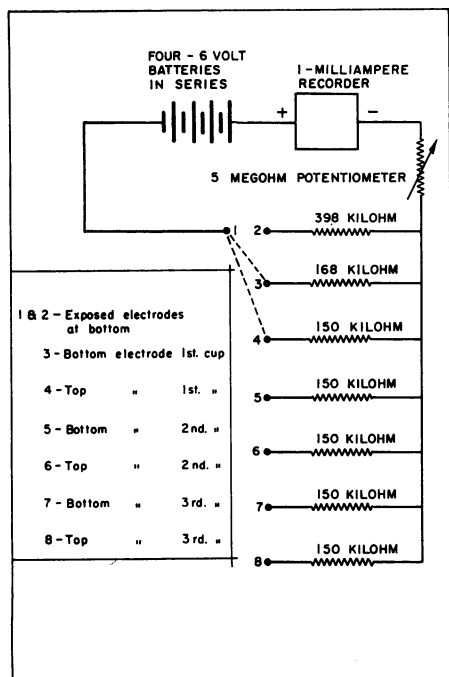 FOUR - 6 VOLT
BATTERIES
IN SERIES
1 - MILLIAMPERE
RECORDER
+
−
5 MEGOHM POTENTIOMETER
1
2
398 KILOHM
3
168 KILOHM
4
150 KILOHM
5
150 KILOHM
6
150 KILOHM
7
150 KILOHM
8
150 KILOHM
1 & 2 - Exposed electrodes
at bottom
3 - Bottom electrode 1st. cup
4 - Top " 1st. "
5 - Bottom " 2nd. "
6 - Top " 2nd. "
7 - Bottom " 3rd. "
8 - Top " 3rd. "